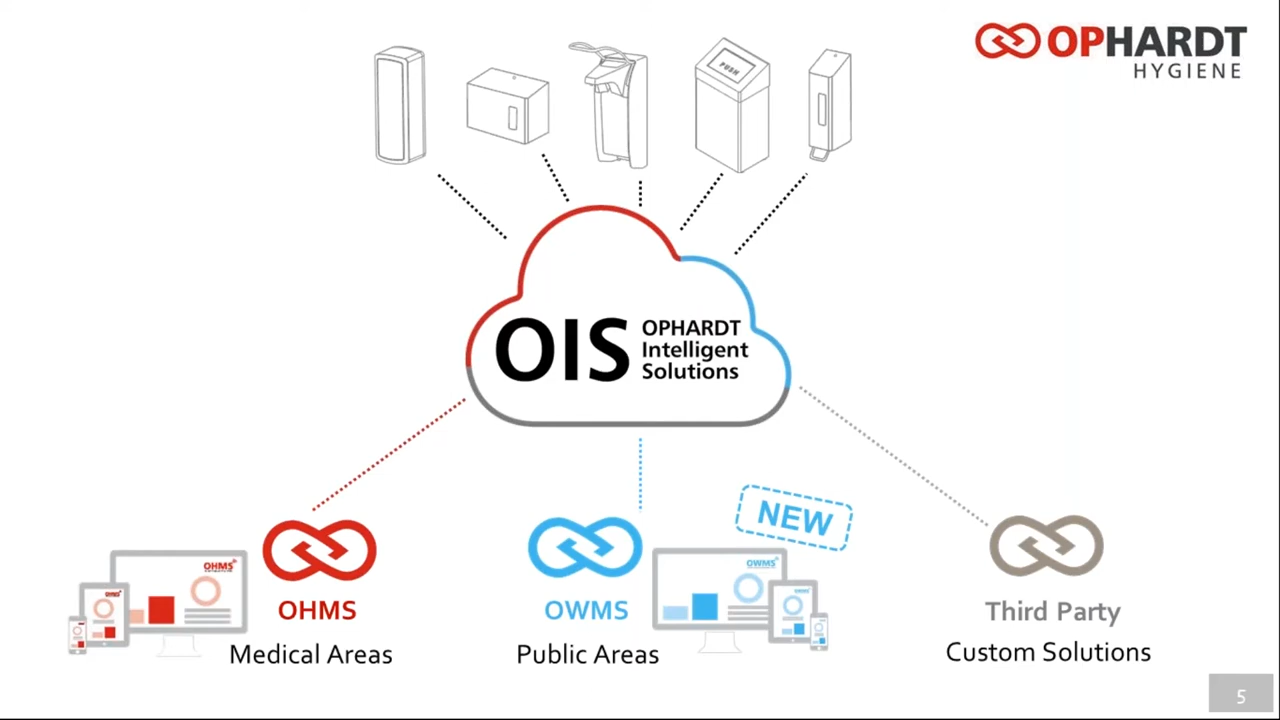 OPHARDT
HYGIENE
PUSH
OIS
OPHARDT
Intelligent
Solutions
NEW
OHMS
OHMS
OHMS
Medical Areas
OWMS
OWMS
Public Areas
Third Party
Custom Solutions
5